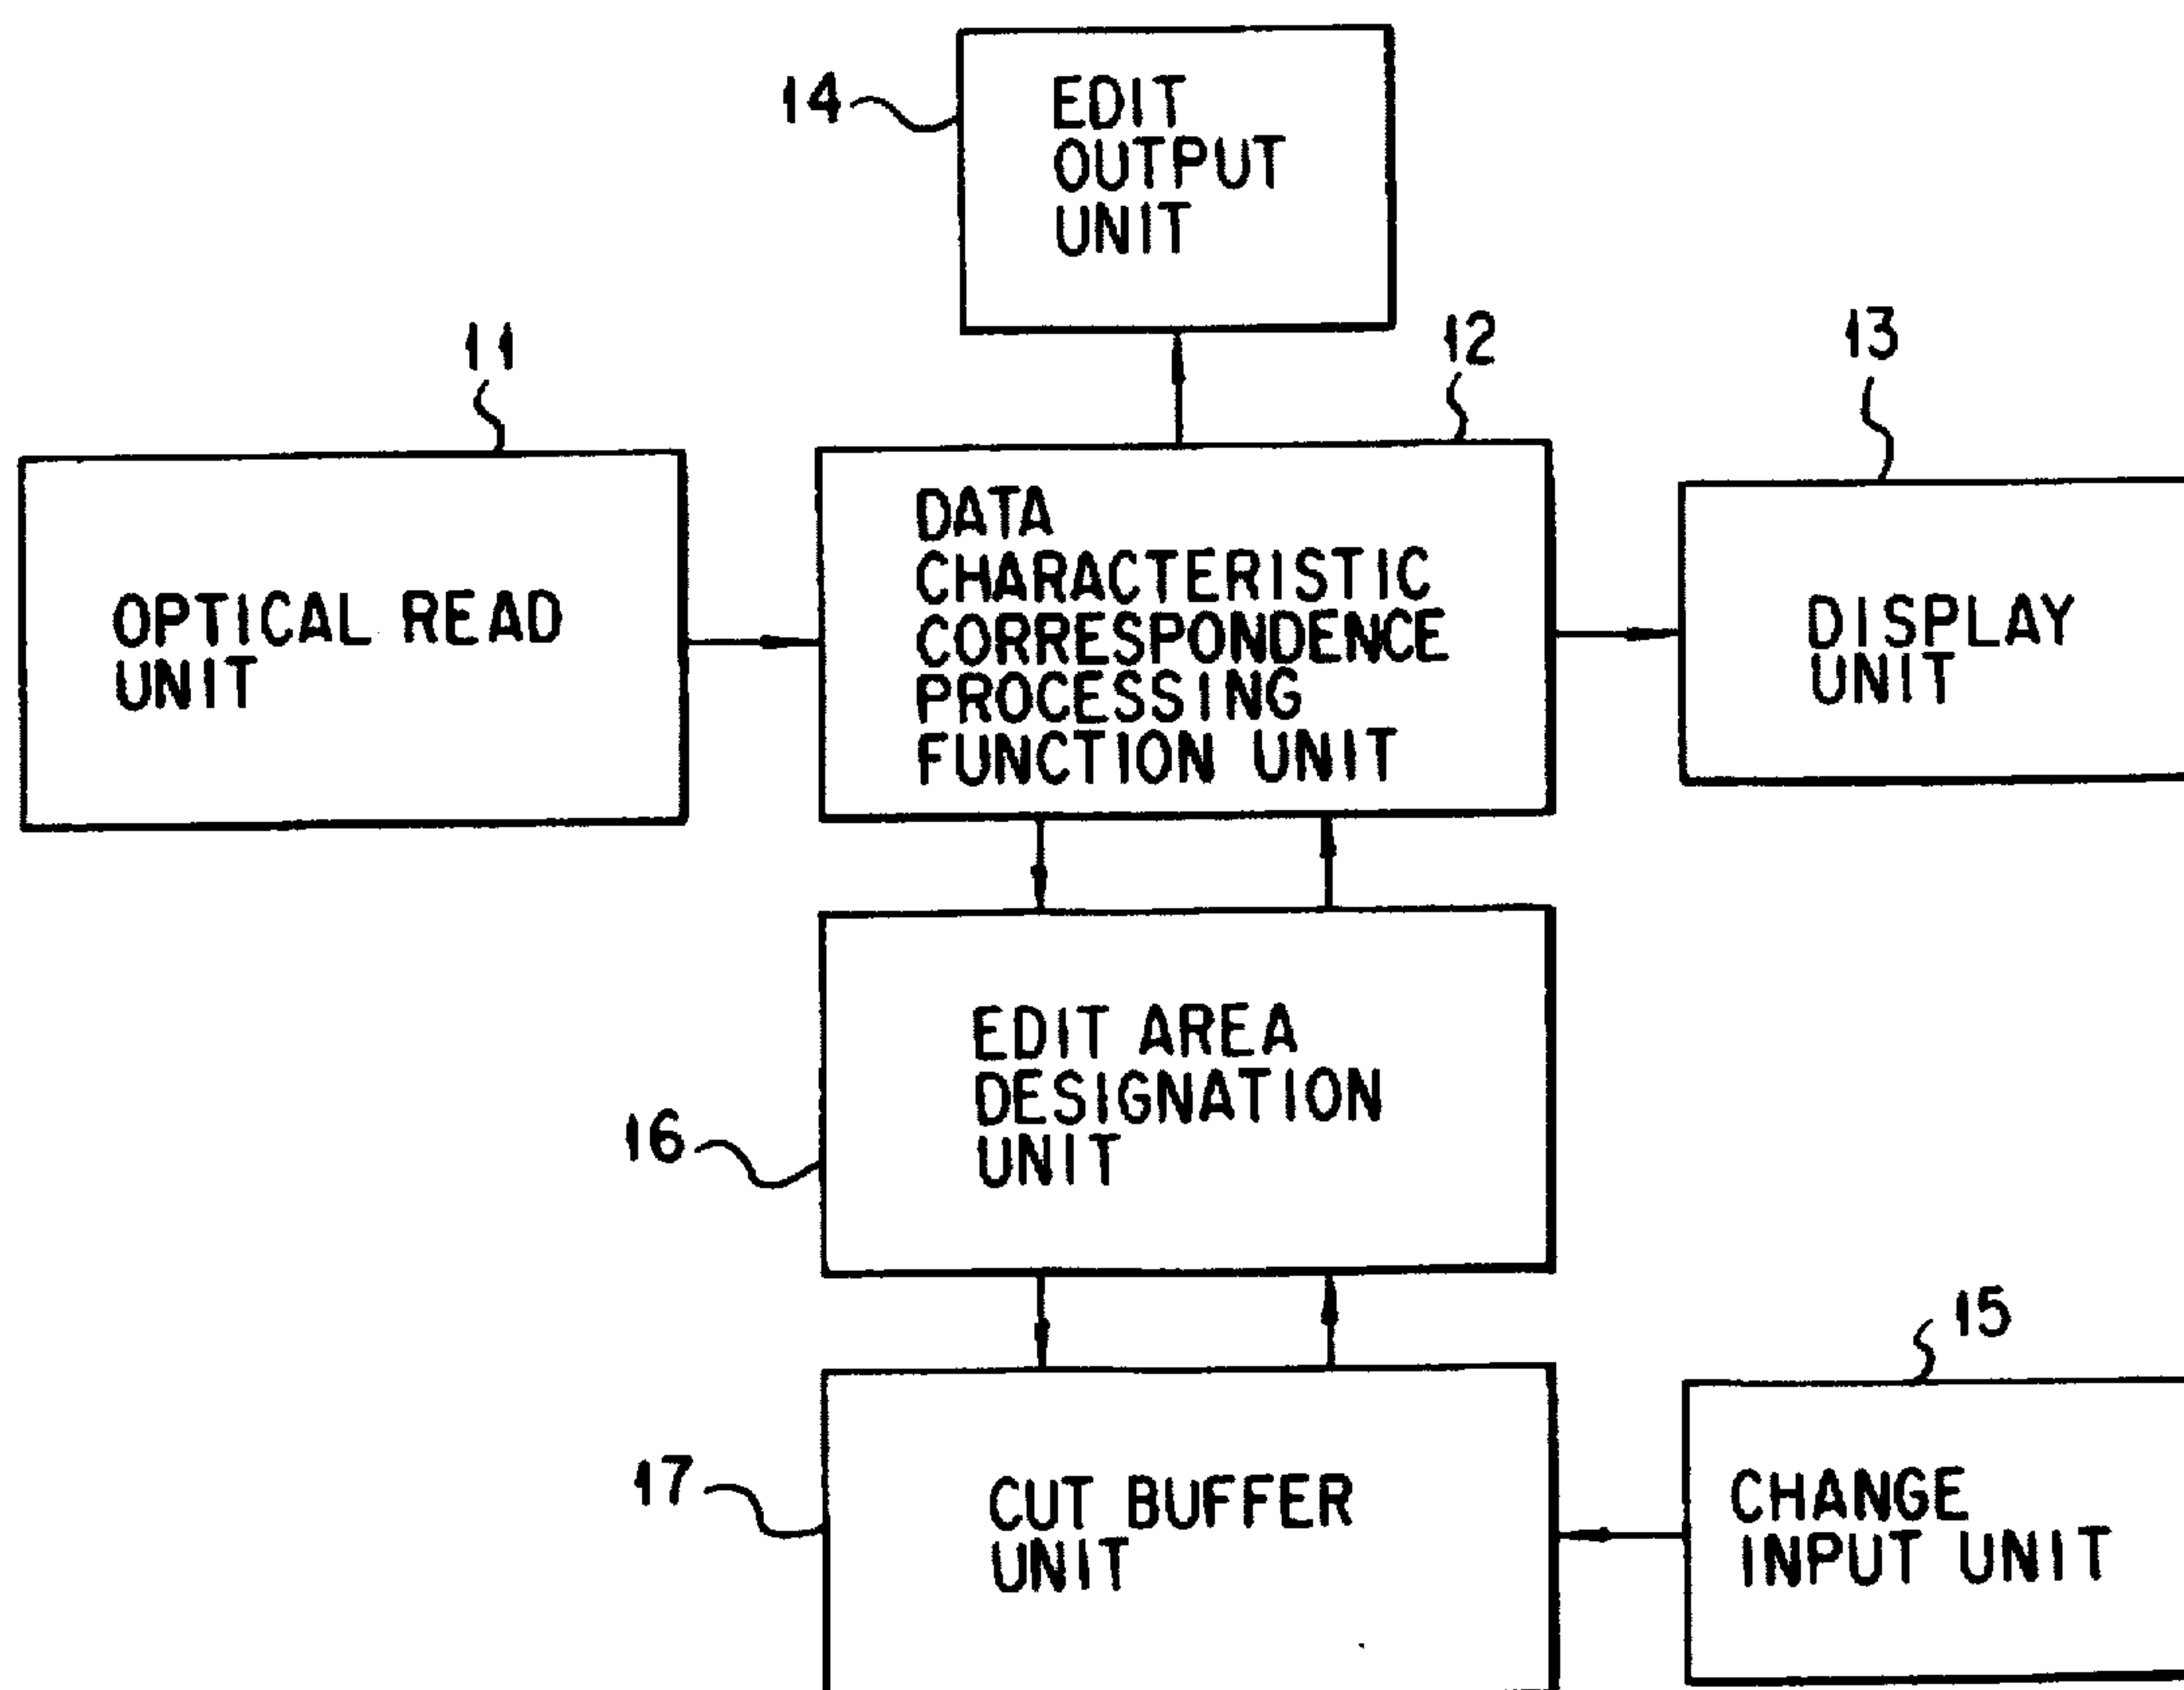 14
EDIT
OUTPUT
UNIT
11
12
13
OPTICAL READ
UNIT
DATA
CHARACTERISTIC
CORRESPONDENCE
PROCESSING
FUNCTION UNIT
DISPLAY
UNIT
16
EDIT AREA
DESIGNATION
UNIT
15
17
CUT BUFFER
UNIT
CHANGE
INPUT UNIT